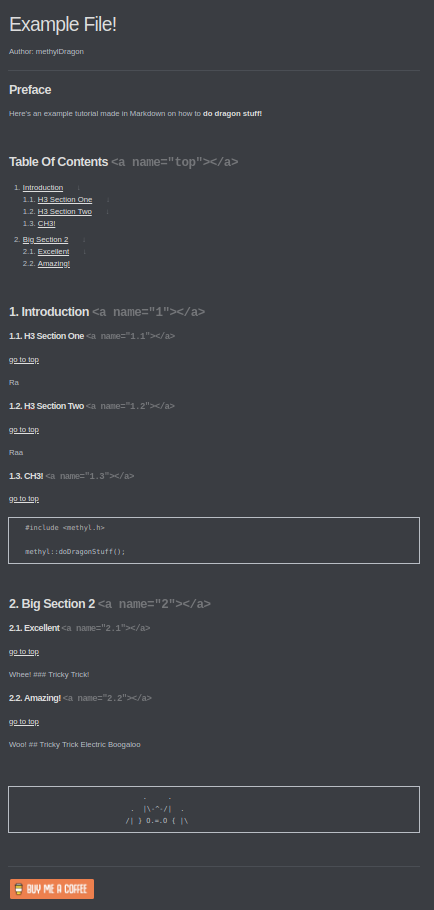 Example File!
Author: methylDragon
Preface
Here's an example tutorial made in Markdown on how to do dragon stuff!
Table Of Contents <a name="top"></a>
1. Introduction
1.1. H3 Section One
1.2. H3 Section Two
1.3. CH3!
2. Big Section 2
2.1. Excellent
2.2. Amazing!
1. Introduction <a name="1"></a>
1.1. H3 Section One <a name="1.1"></a>
go to top
Ra
1.2. H3 Section Two <a name="1.2"></a>
go to top
Raa
1.3. CH3! <a name="1.3"></a>
go to top
#include <methyl.h>
methyl::doDragonStuff();
2. Big Section 2 <a name="2"></a>
2.1. Excellent <a name="2.1"></a>
go to top
Whee! ### Tricky Trick!
2.2. Amazing! <a name="2.2"></a>
go to top
Woo! ## Tricky Trick Electric Boogaloo
.     .
.  |\-^-/|  .
/| } O.=.O { |\
BUY ME A COFFEE